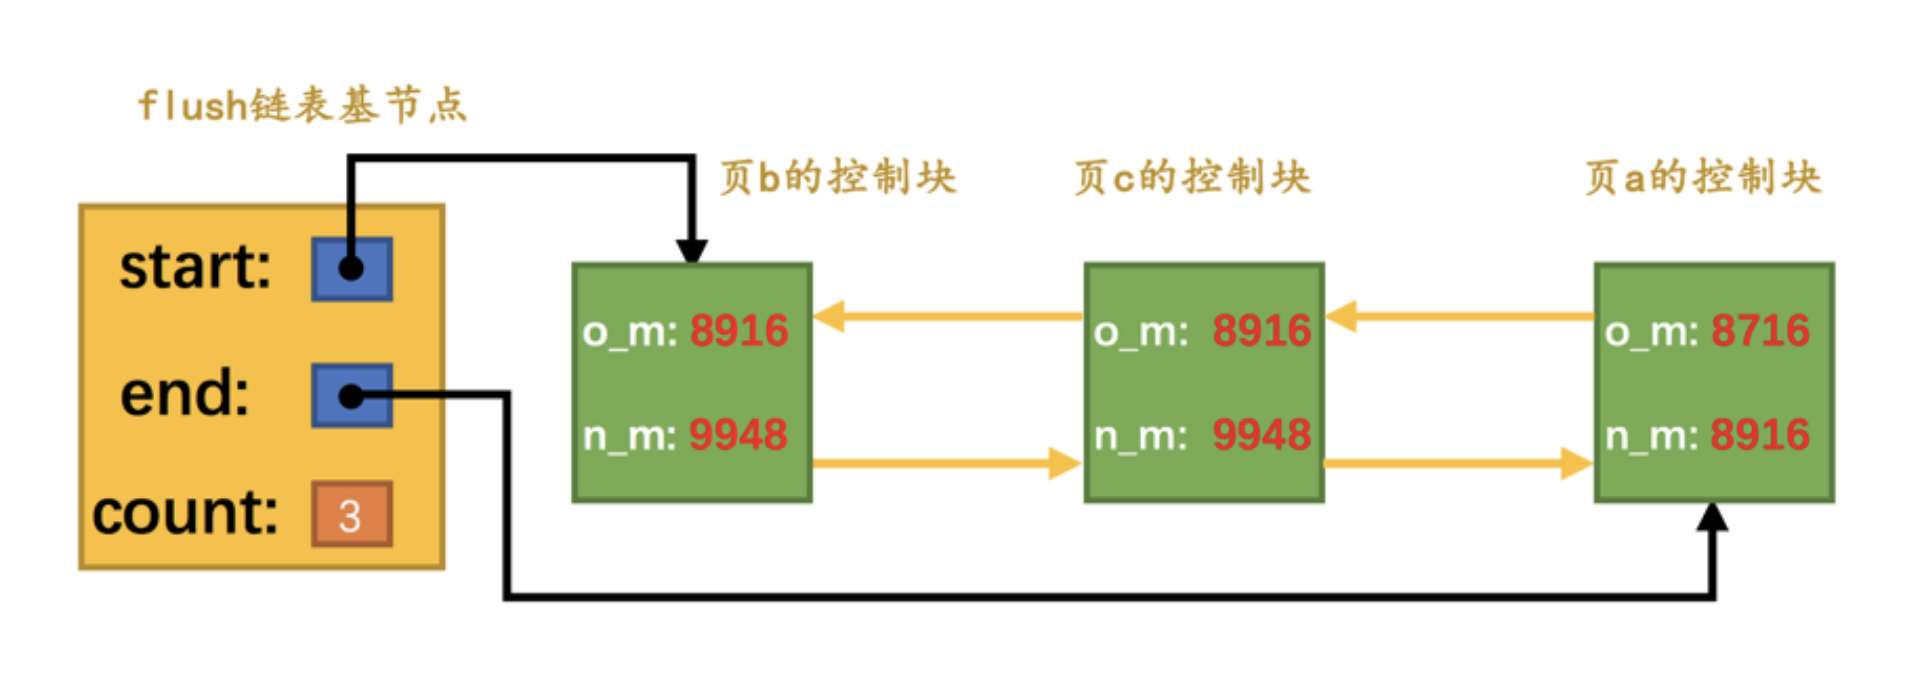 flush链表基节点
页b的控制块
页c的控制块
页a的控制块
start:
end:
count: 3
o_m: 8916
n_m: 9948
o_m: 8916
n_m: 9948
o_m: 8716
n_m: 8916